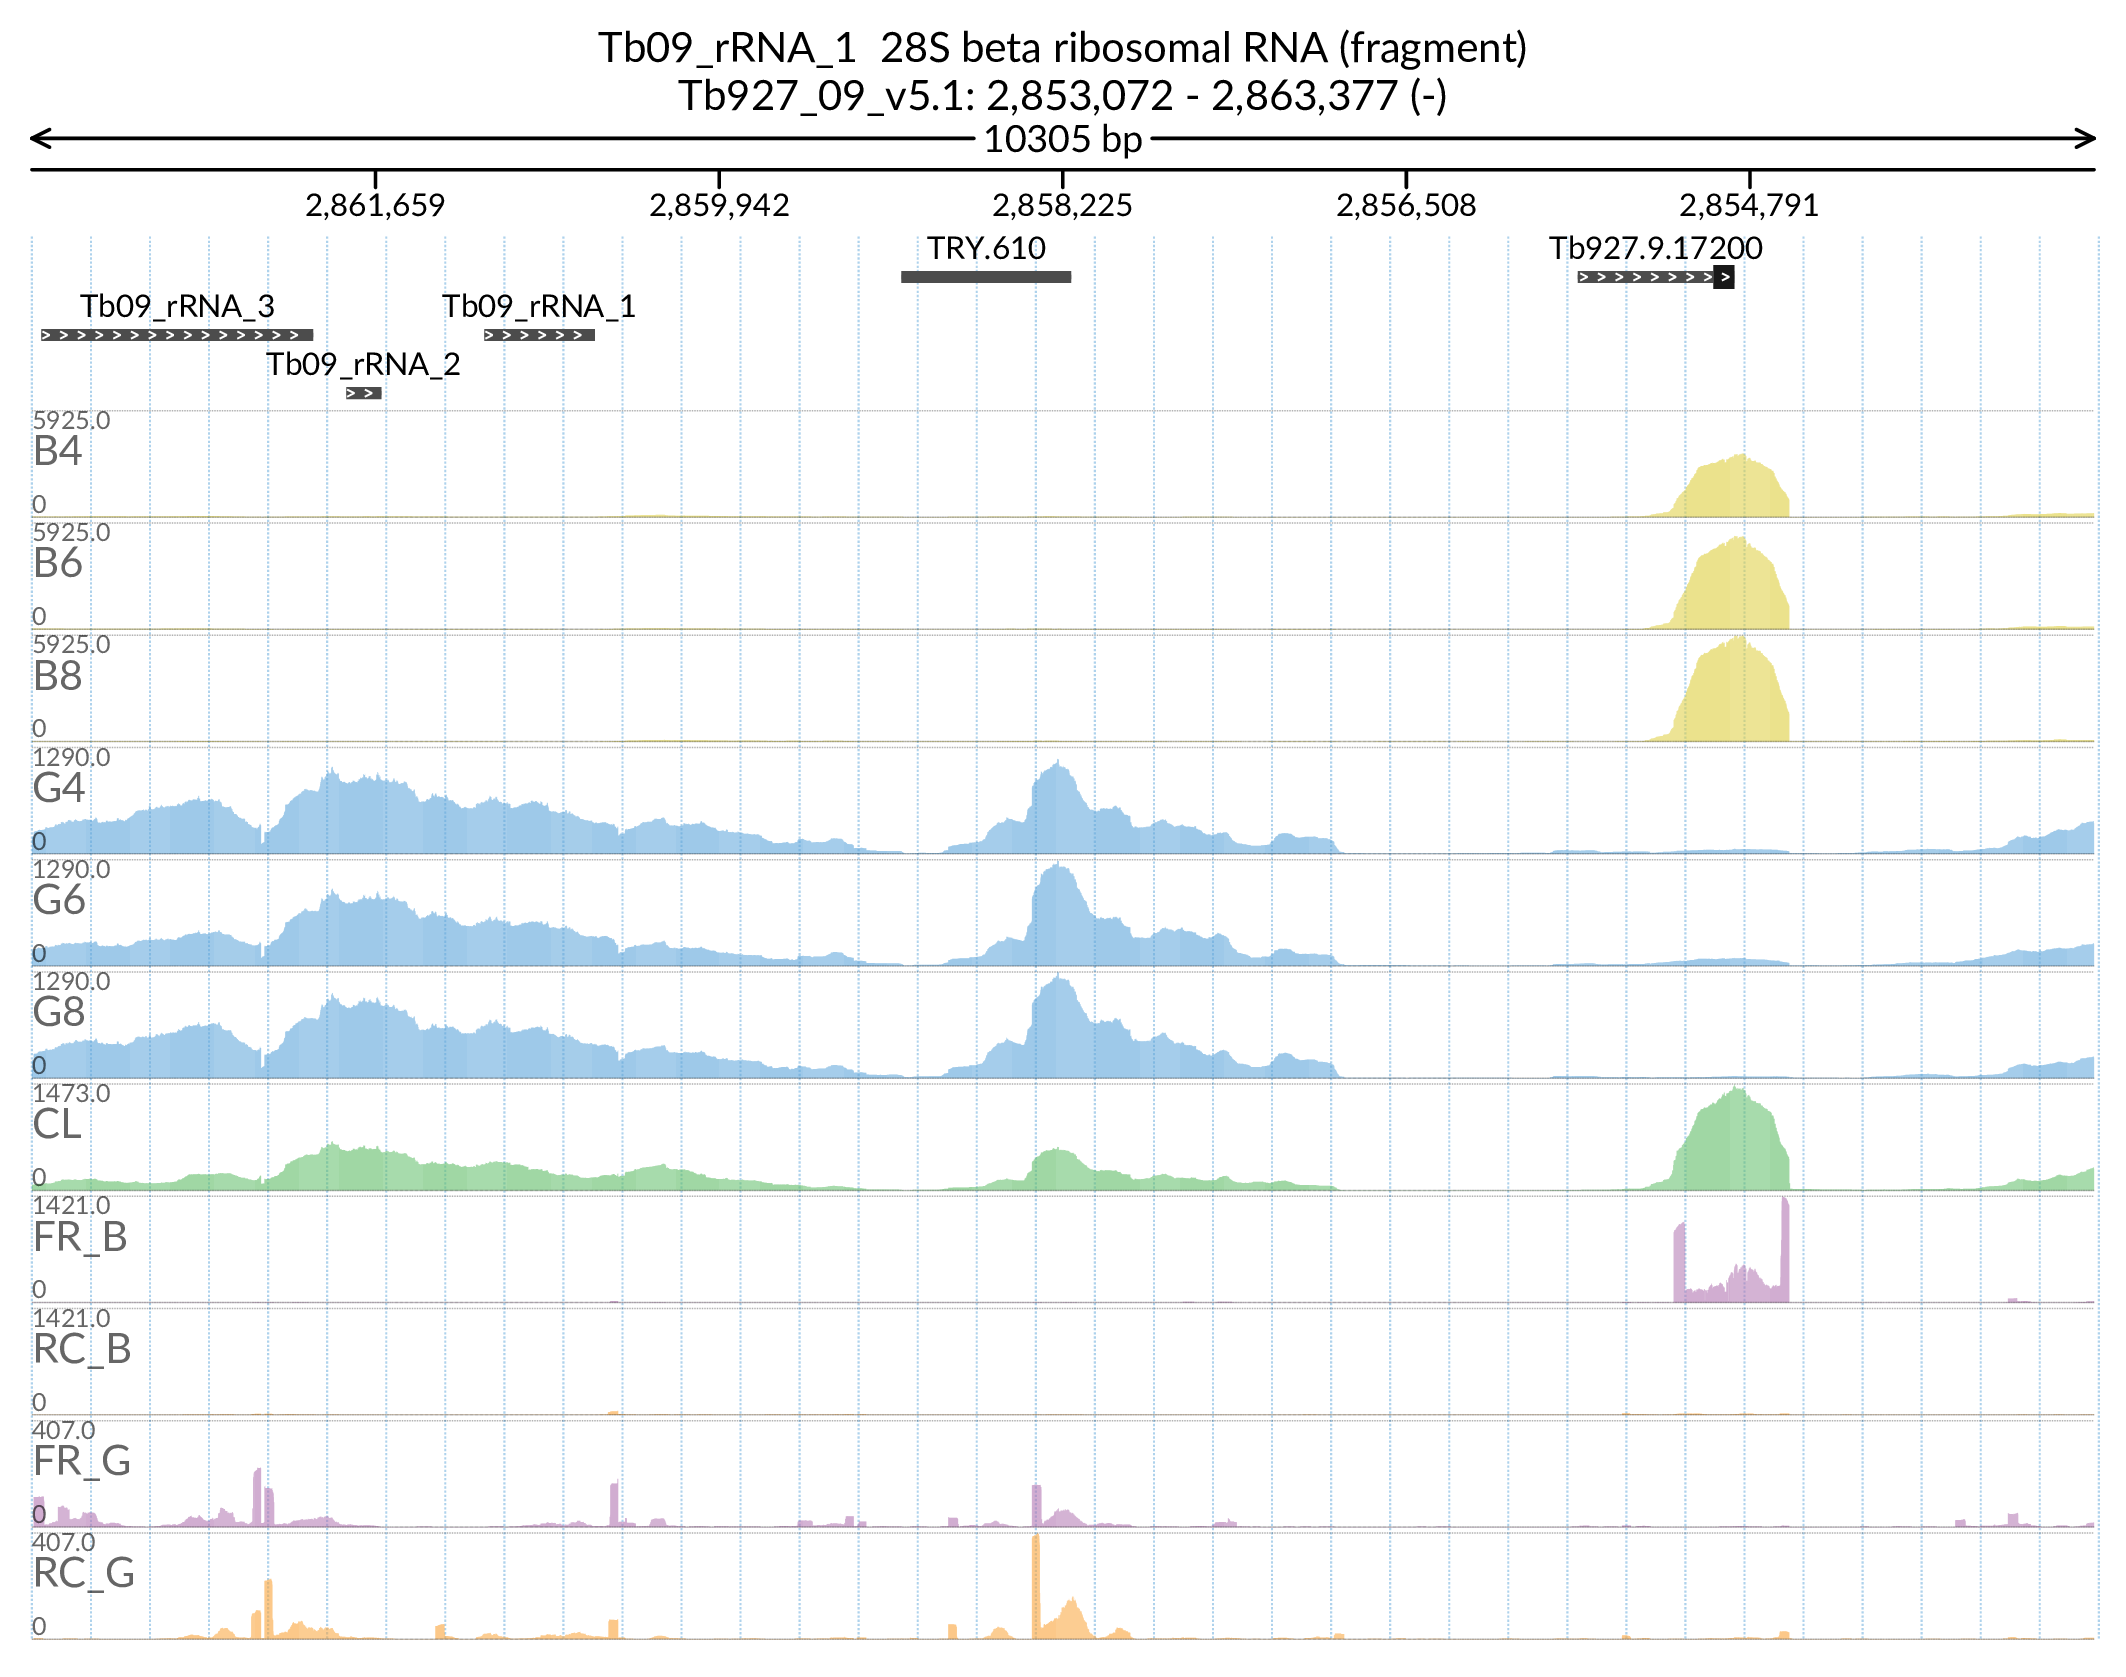 Tb09_rRNA_1 28S beta ribosomal RNA (fragment)
Tb927_09_v5.1: 2,853,072 - 2,863,377 (-)
10305 bp
2,861,659 2,859,942 2,858,225 2,856,508 2,854,791
TRY.610 Tb927.9.17200
Tb09_rRNA_3 Tb09_rRNA_1
Tb09_rRNA_2
5925.0
B4
0
5925.0
B6
0
5925.0
B8
0
1290.0
G4
0
1290.0
G6
0
1290.0
G8
0
1473.0
CL
0
1421.0
FR_B
0
1421.0
RC_B
0
407.0
FR_G
0
407.0
RC_G
0